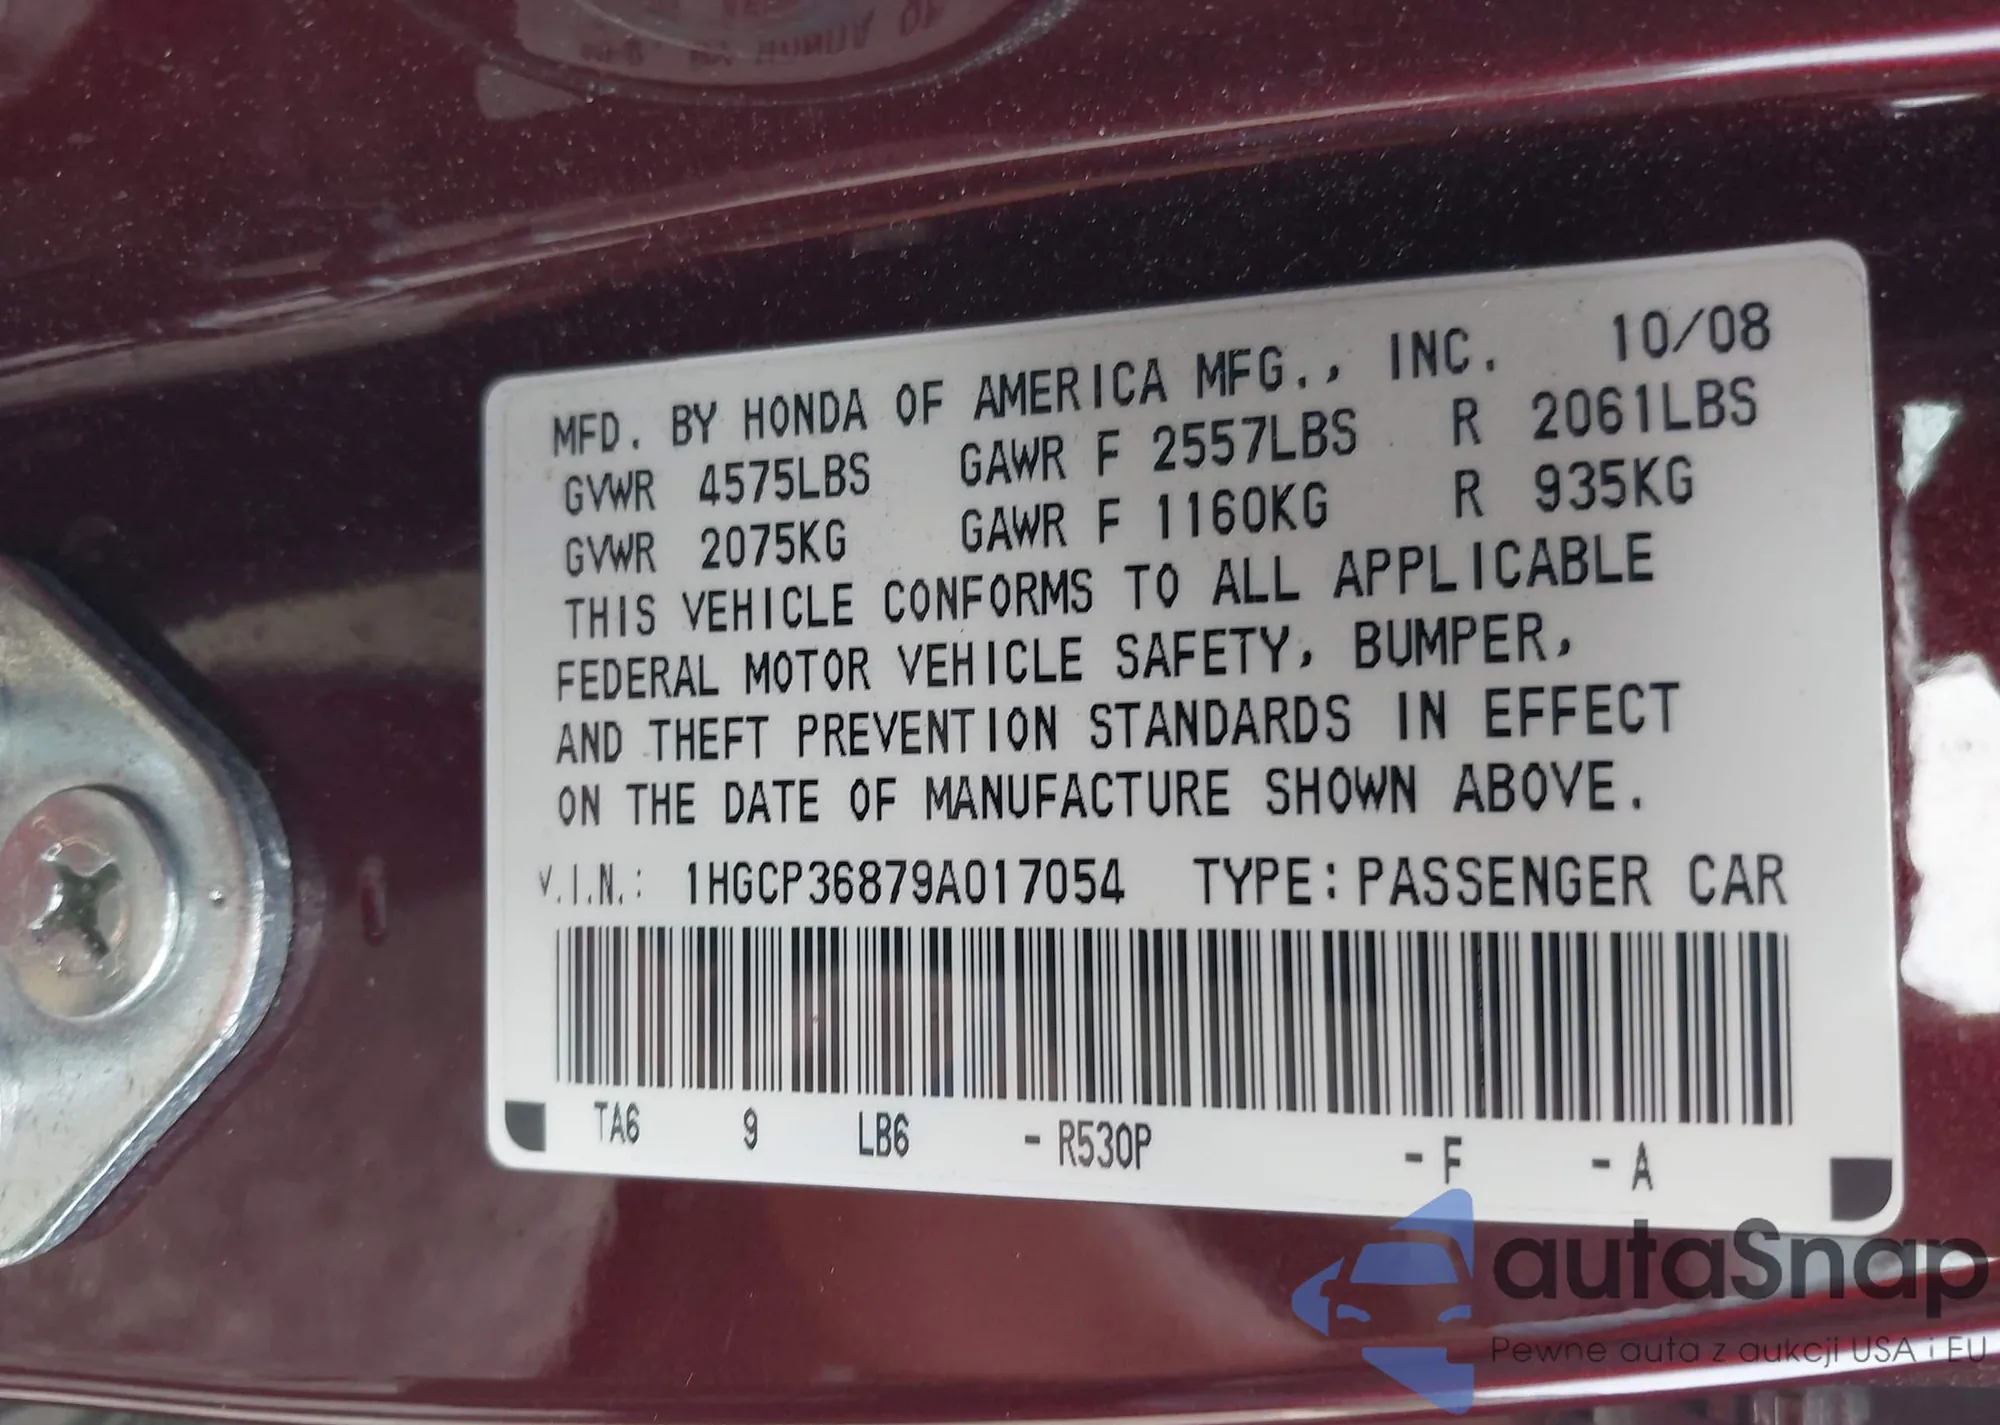 MFD. BY HONDA OF AMERICA MFG., INC. 10/08
GVWR 4575LBS GAWR F 2557LBS R 2061LBS
GVWR 2075KG GAWR F 1160KG R 935KG
THIS VEHICLE CONFORMS TO ALL APPLICABLE
FEDERAL MOTOR VEHICLE SAFETY, BUMPER,
AND THEFT PREVENTION STANDARDS IN EFFECT
ON THE DATE OF MANUFACTURE SHOWN ABOVE.
V.I.N.: 1HGCP36879A017054 TYPE: PASSENGER CAR
TA6 9 LB6 - R530P - F - A
autaSnap
Pewne auta z aukcji USA i EU